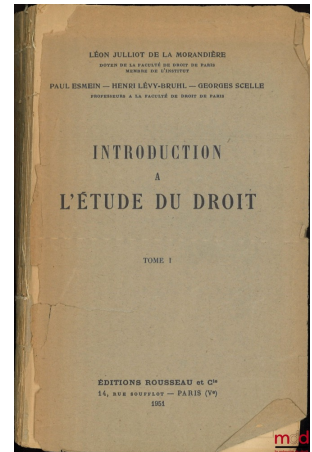 LÉON JULLIOT DE LA MORANDIÈRE
DOYEN DE LA FACULTÉ DE DROIT DE PARIS
MEMBRE DE L'INSTITUT
PAUL ESMEIN — HENRI LÉVY-BRUHL — GEORGES SCELLE
PROFESSEURS A LA FACULTÉ DE DROIT DE PARIS
INTRODUCTION
A
L'ÉTUDE DU DROIT
TOME I
ÉDITIONS ROUSSEAU et Cie
14, RUE SOUFFLOT — PARIS (Ve)
1951